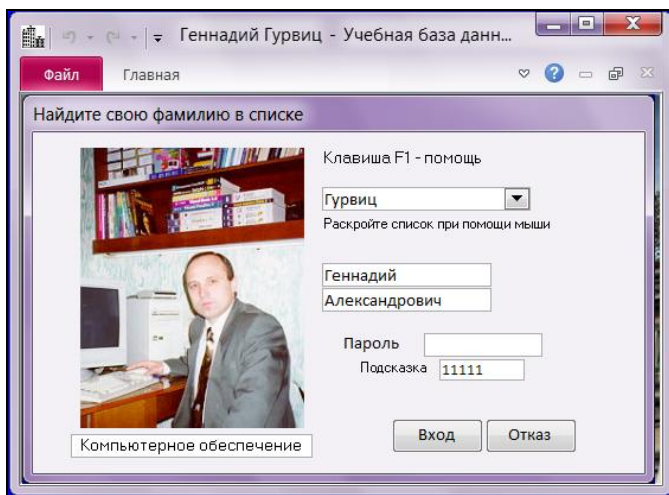 Геннадий Гурвиц - Учебная база данн...
Файл Главная
Найдите свою фамилию в списке
Клавиша F1 - помощь
Гурвиц
Раскройте список при помощи мыши
Геннадий
Александрович
Пароль
Подсказка 11111
Компьютерное обеспечение
Вход Отказ